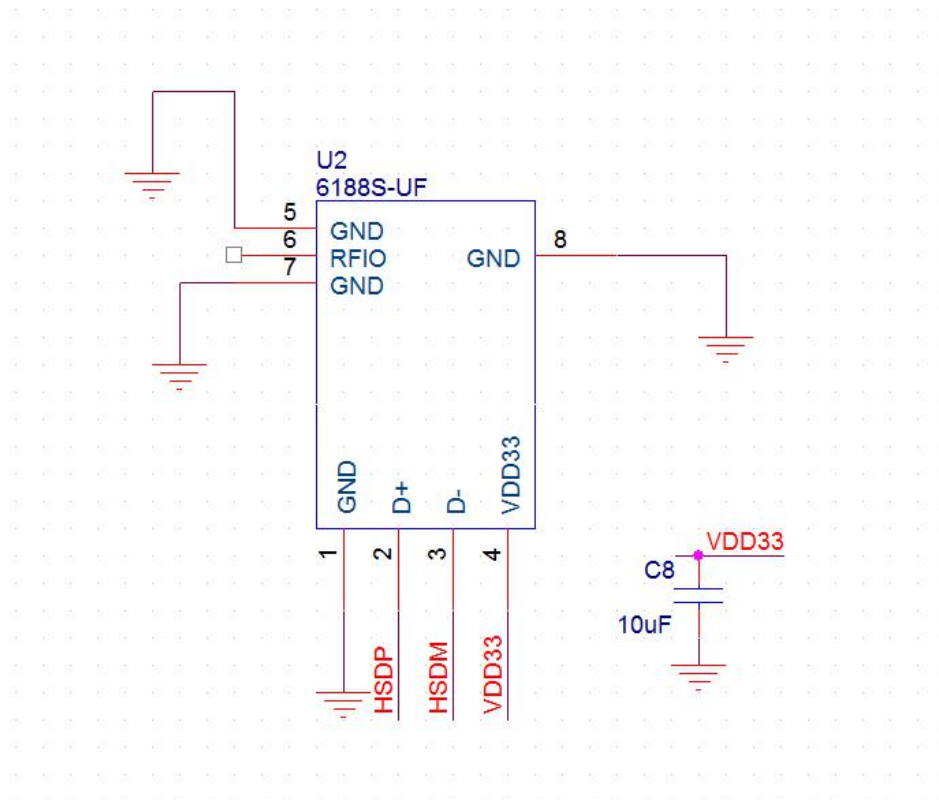 U2
6188S-UF
5
GND
6
RFIO
7
GND
GND
8
GND
D+
D-
VDD33
1
2
3
4
HSDP
HSDM
VDD33
VDD33
C8
10uF